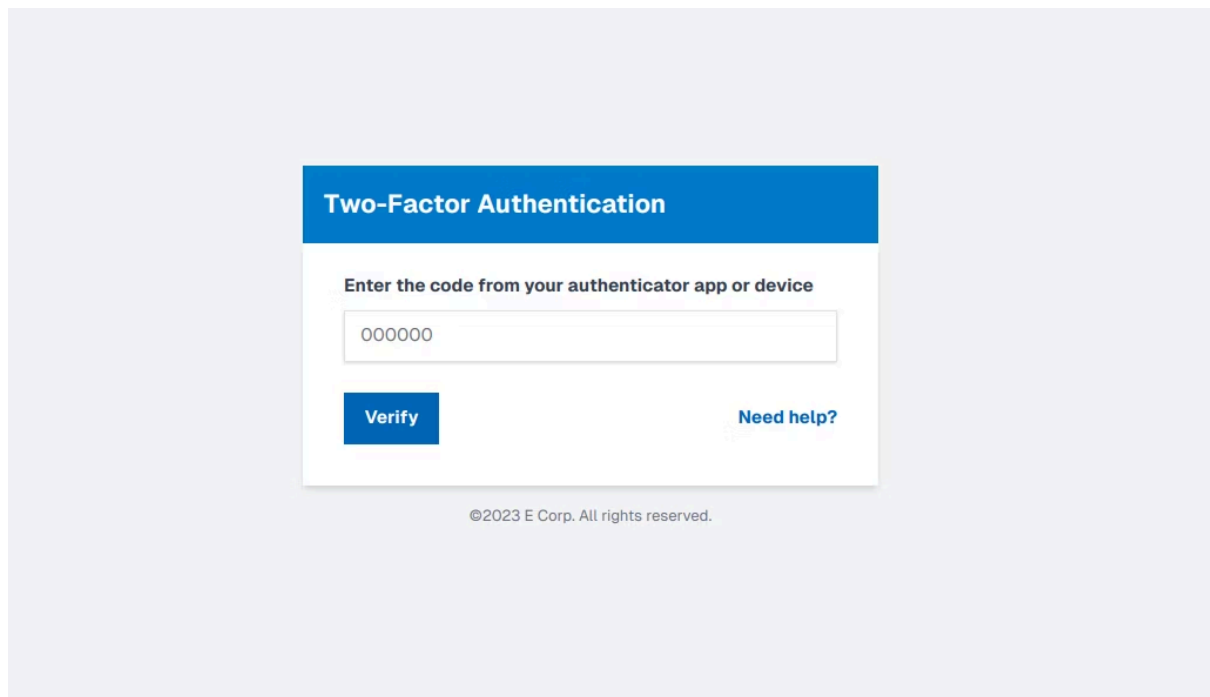 Two-Factor Authentication
Enter the code from your authenticator app or device
000000
Verify
Need help?
©2023 E Corp. All rights reserved.